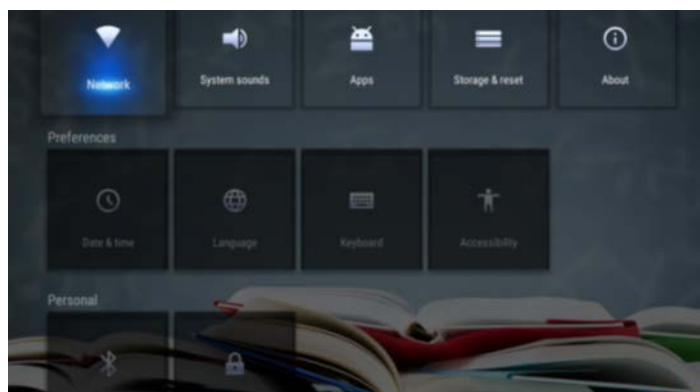 Network
System sounds
Apps
Storage & reset
About
Preferences
Date & time
Language
Keyboard
Accessibility
Personal